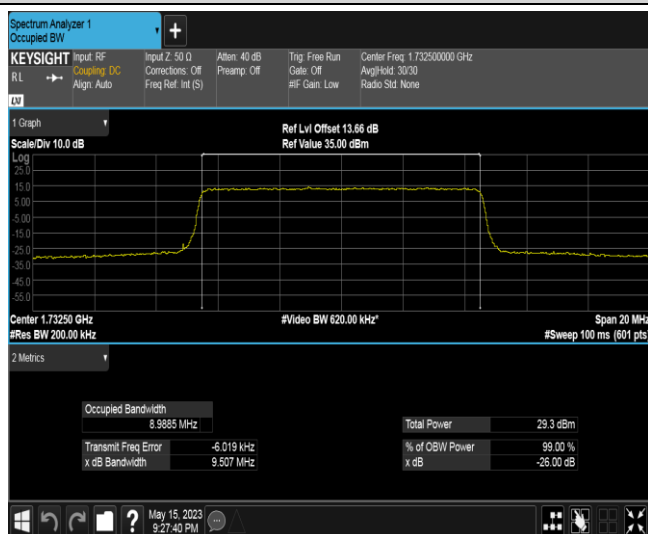 Spectrum Analyzer 1
Occupied BW
+
KEYSIGHT Input: RF Input Z: 50 Ω Atten: 40 dB Trig: Free Run Center Freq: 1.732500000 GHz
RL Coupling: DC Corrections: Off Preamp: Off Gate: Off Avg|Hold: 30/30
Align: Auto Freq Ref: Int (S) #IF Gain: Low Radio Std: None
LXI
1 Graph
Ref Lvl Offset 13.66 dB
Scale/Div 10.0 dB Ref Value 35.00 dBm
Log
25.0
15.0
5.00
-5.00
-15.0
-25.0
-35.0
-45.0
-55.0
Center 1.73250 GHz #Video BW 620.00 kHz* Span 20 MHz
#Res BW 200.00 kHz #Sweep 100 ms (601 pts)
2 Metrics
Occupied Bandwidth
8.9885 MHz Total Power 29.3 dBm
Transmit Freq Error -6.019 kHz % of OBW Power 99.00 %
x dB Bandwidth 9.507 MHz x dB -26.00 dB
? May 15, 2023
9:27:40 PM